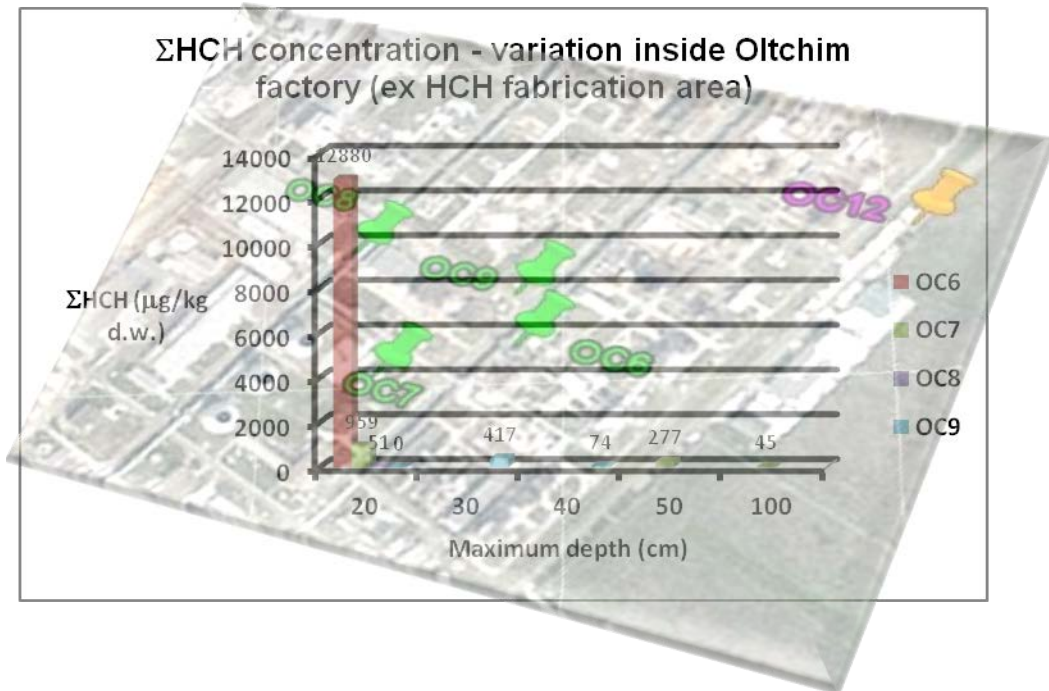 ΣHCH concentration - variation inside Oltchim
factory (ex HCH fabrication area)
ΣHCH (µg/kg
d.w.)
14000
12000
10000
8000
6000
4000
2000
0
12880
959
510
417
74
277
45
20 30 40 50 100
Maximum depth (cm)
OC8
OC9
OC6
OC7
OC12
OC6
OC7
OC8
OC9